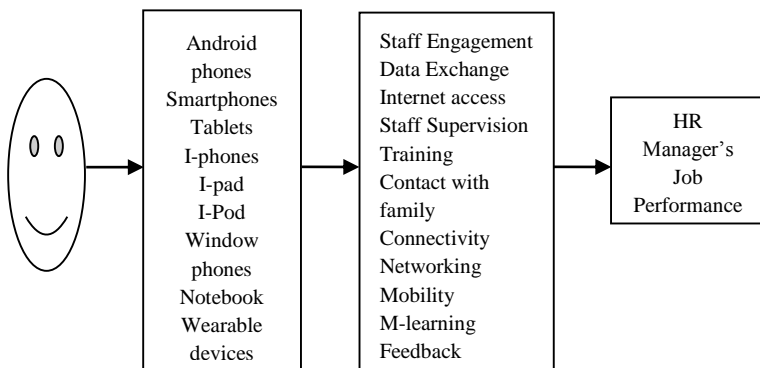 Android
phones
Smartphones
Tablets
I-phones
I-pad
I-Pod
Window
phones
Notebook
Wearable
devices
Staff Engagement
Data Exchange
Internet access
Staff Supervision
Training
Contact with
family
Connectivity
Networking
Mobility
M-learning
Feedback
HR
Manager’s
Job
Performance